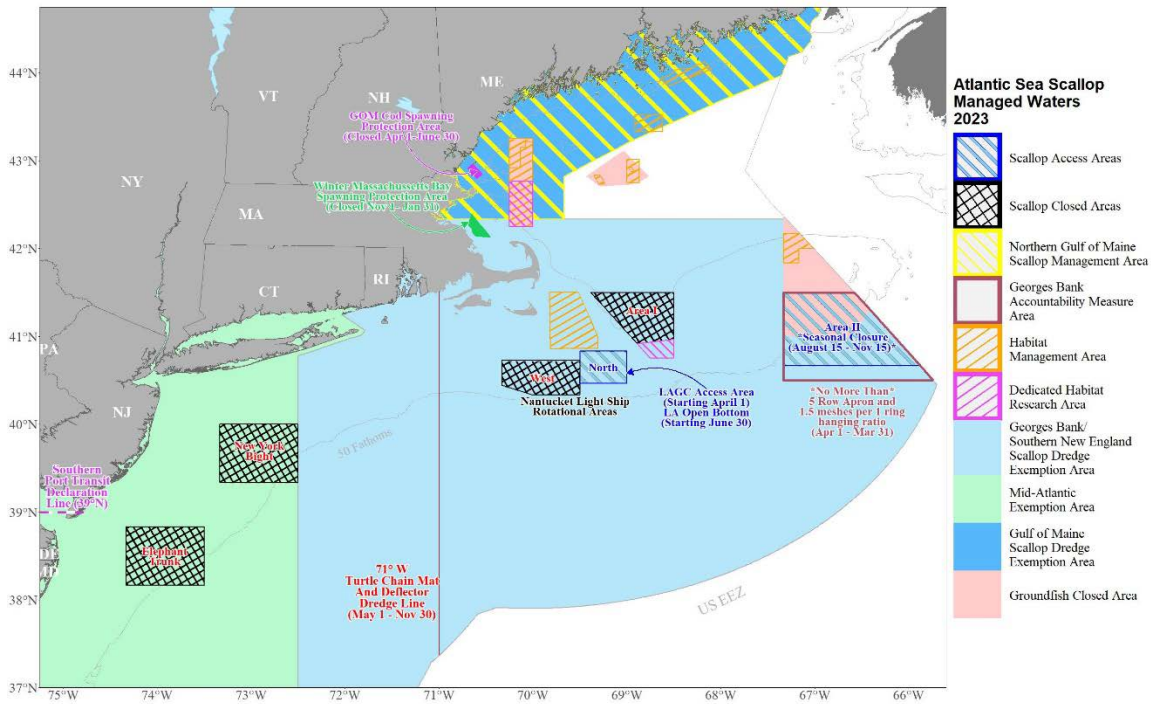 44°N
43°N
42°N
41°N
40°N
39°N
38°N
37°N
75°W
74°W
73°W
72°W
71°W
70°W
69°W
68°W
67°W
66°W
VT
NH
ME
NY
MA
CT
RI
PA
NJ
DE
MD
GOM Cod Spawning
Protection Area
(Closed Apr 1-June 30)
Winter Massachusetts Bay
Spawning Protection Area
(Closed Nov 1- Jan 31)
Area I
West
North
Nantucket Light Ship
Rotational Areas
LAGC Access Area
(Starting April 1)
LA Open Bottom
(Starting June 30)
Area II
*Seasonal Closure
(August 15 - Nov 15)*
*No More Than*
5 Row Apron and
1.5 meshes per 1 ring
hanging ratio
(Apr 1 - Mar 31)
50 Fathoms
New York
Bight
Southern
Port Transit
Declaration
Line (39°N)
Elephant
Trunk
71° W
Turtle Chain Mat
And Deflector
Dredge Line
(May 1 - Nov 30)
US EEZ
Atlantic Sea Scallop
Managed Waters
2023
Scallop Access Areas
Scallop Closed Areas
Northern Gulf of Maine
Scallop Management Area
Georges Bank
Accountability Measure
Area
Habitat
Management Area
Dedicated Habitat
Research Area
Georges Bank/
Southern New England
Scallop Dredge
Exemption Area
Mid-Atlantic
Exemption Area
Gulf of Maine
Scallop Dredge
Exemption Area
Groundfish Closed Area